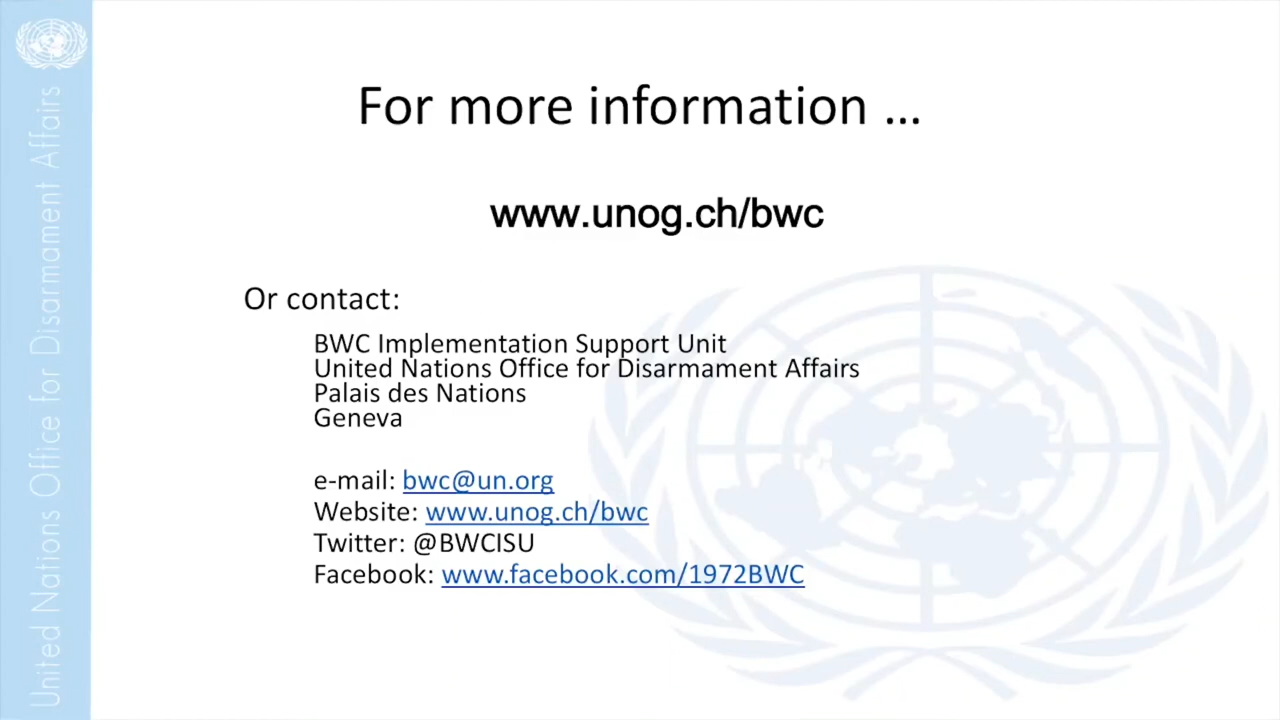 United Nations Office for Disarmament Affairs
For more information ...
www.unog.ch/bwc
Or contact:
BWC Implementation Support Unit
United Nations Office for Disarmament Affairs
Palais des Nations
Geneva
e-mail: bwc@un.org
Website: www.unog.ch/bwc
Twitter: @BWCISU
Facebook: www.facebook.com/1972BWC